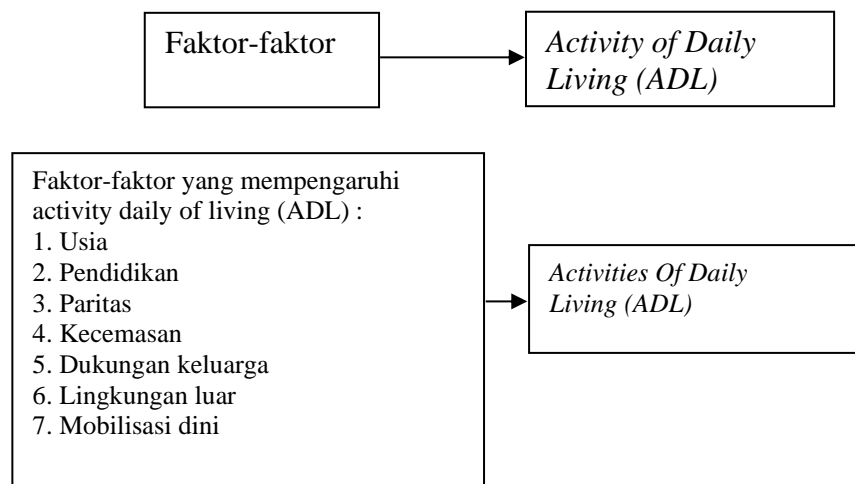 Faktor-faktor
Activity of Daily
Living (ADL)
Faktor-faktor yang mempengaruhi
activity daily of living (ADL) :
1. Usia
2. Pendidikan
3. Paritas
4. Kecemasan
5. Dukungan keluarga
6. Lingkungan luar
7. Mobilisasi dini
Activities Of Daily
Living (ADL)